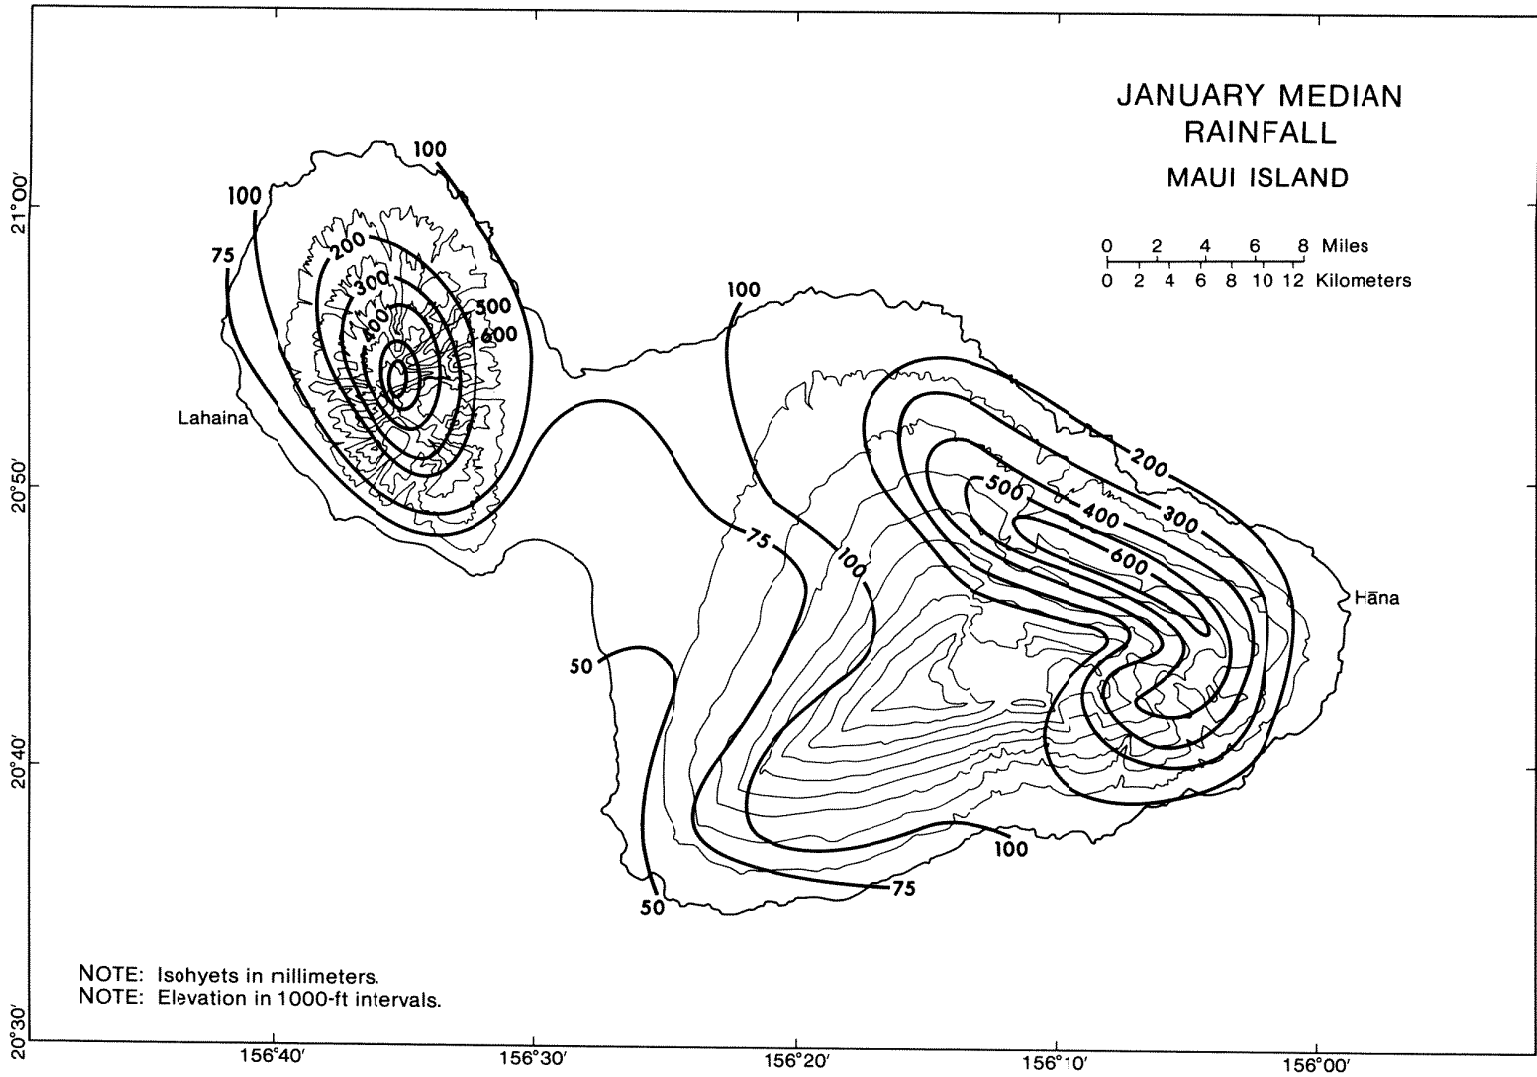 JANUARY MEDIAN
RAINFALL
MAUI ISLAND
0 2 4 6 8 Miles
0 2 4 6 8 10 12 Kilometers
100
100
75
200
300
400
500
600
100
Lahaina
200
500
400
300
600
75
100
Hāna
50
100
75
50
21°00′
20°50′
20°40′
20°30′
NOTE: Isohyets in millimeters.
NOTE: Elevation in 1000-ft intervals.
156°40′ 156°30′ 156°20′ 156°10′ 156°00′